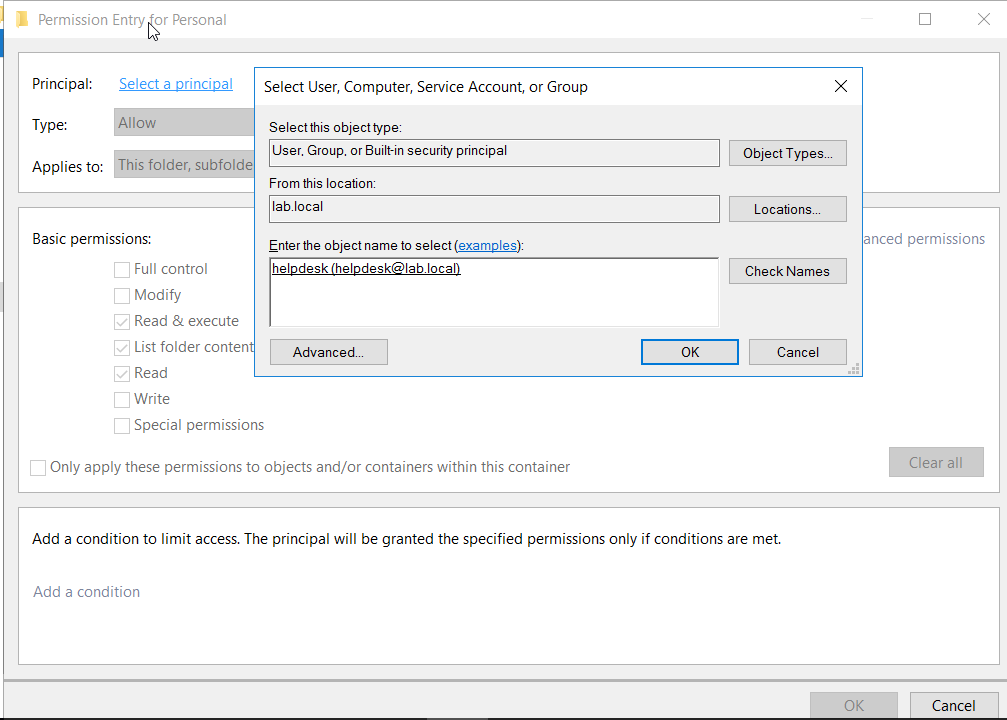 Permission Entry for Personal
Principal: Select a principal
Type: Allow
Applies to: This folder, subfolde
Select User, Computer, Service Account, or Group
Select this object type:
User, Group, or Built-in security principal
Object Types...
From this location:
lab.local
Locations...
Enter the object name to select (examples):
helpdesk (helpdesk@lab.local)
Check Names
Advanced...
OK
Cancel
Basic permissions:
anced permissions
Full control
Modify
Read & execute
List folder content
Read
Write
Special permissions
Only apply these permissions to objects and/or containers within this container
Clear all
Add a condition to limit access. The principal will be granted the specified permissions only if conditions are met.
Add a condition
OK
Cancel